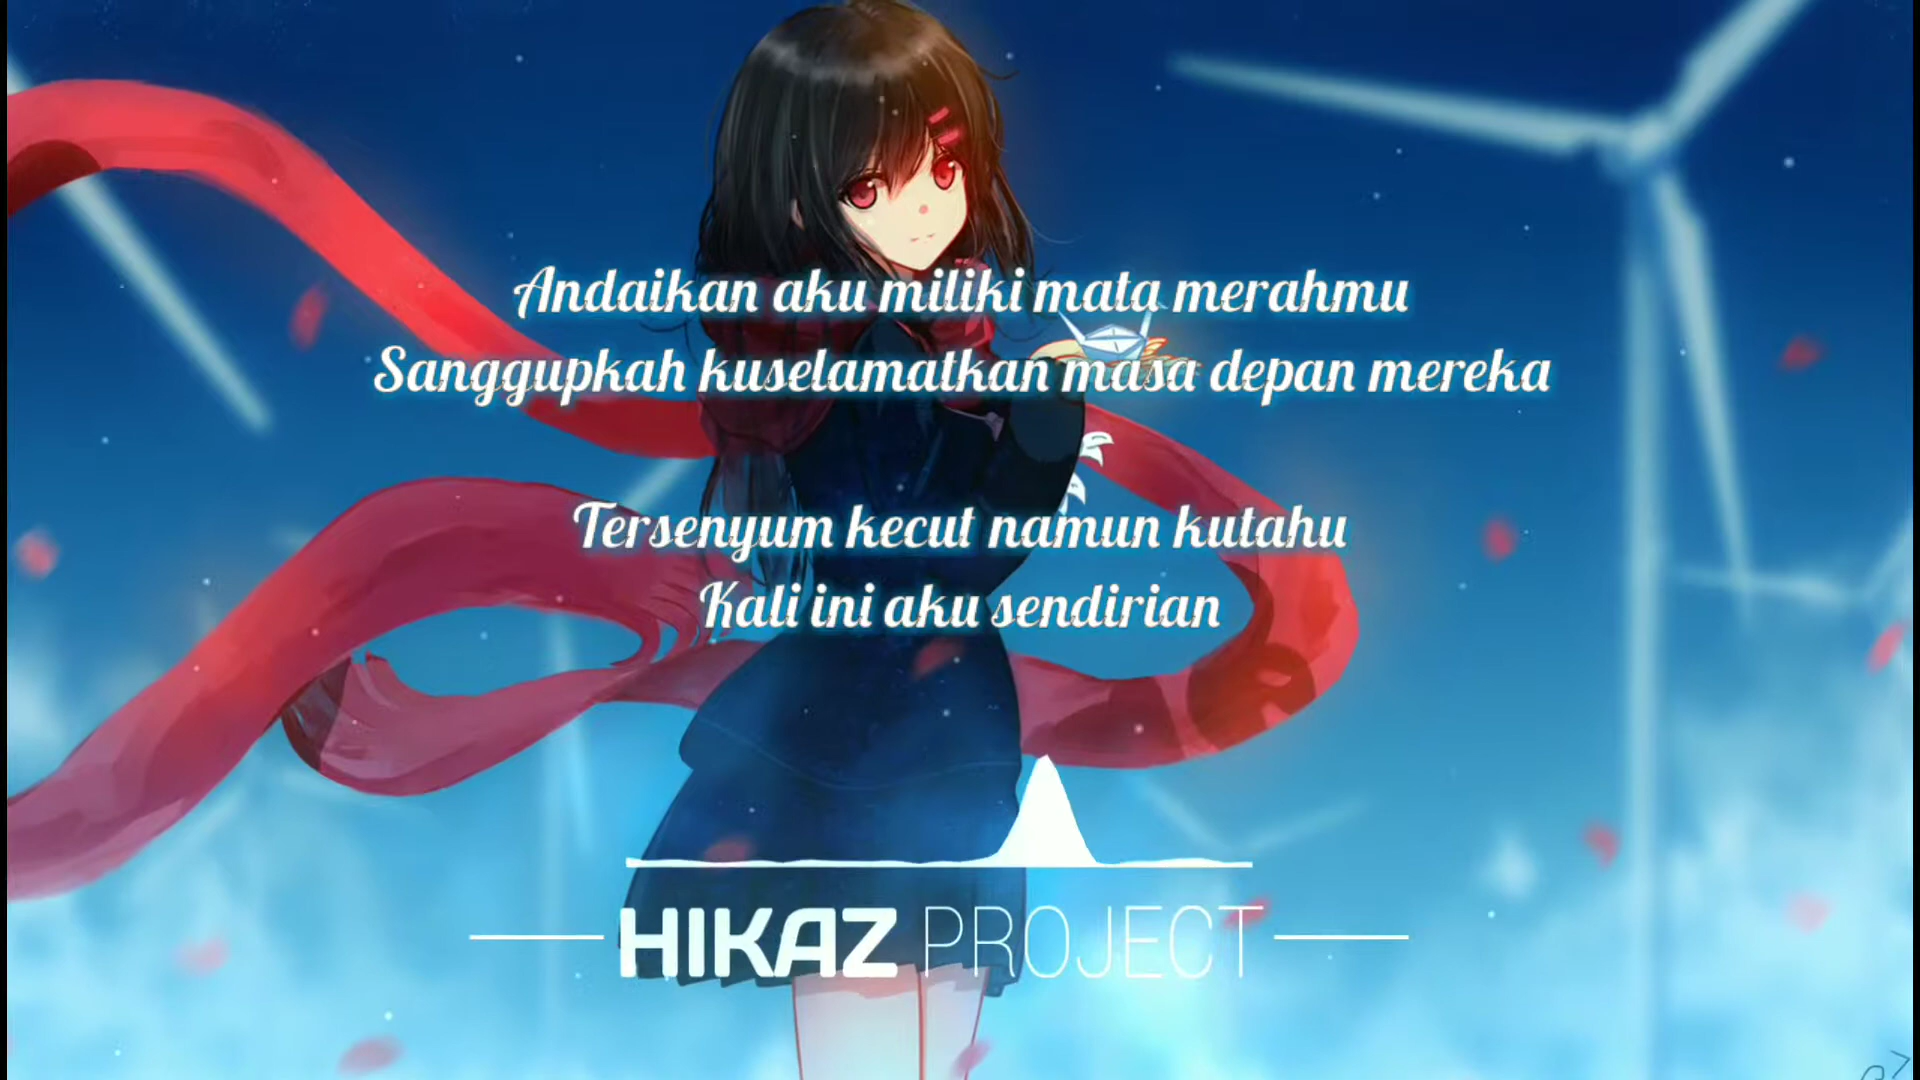 Andaikan aku miliki mata merahmu
Sanggupkah kuselamatkan masa depan mereka
Tersenyum kecut namun kutahu
Kali ini aku sendirian
HIKAZ PROJECT